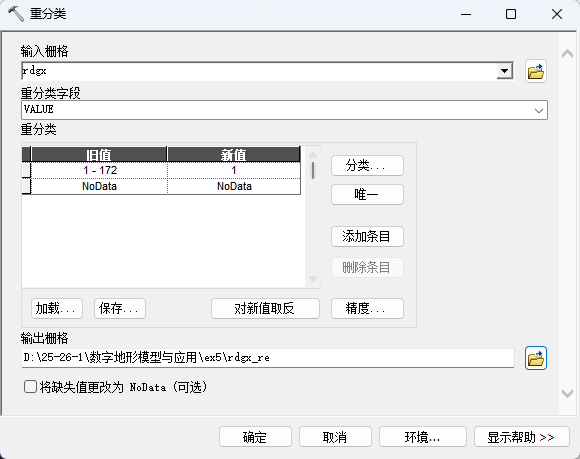 重分类
输入栅格
rdgx
重分类字段
VALUE
重分类
旧值 新值
1 - 172 1
NoData NoData
分类...
唯一
添加条目
删除条目
加载... 保存... 对新值取反 精度...
输出栅格
D:\25-26-1\数字地形模型与应用\ex5\rdgx_re
将缺失值更改为 NoData (可选)
确定 取消 环境... 显示帮助 >>